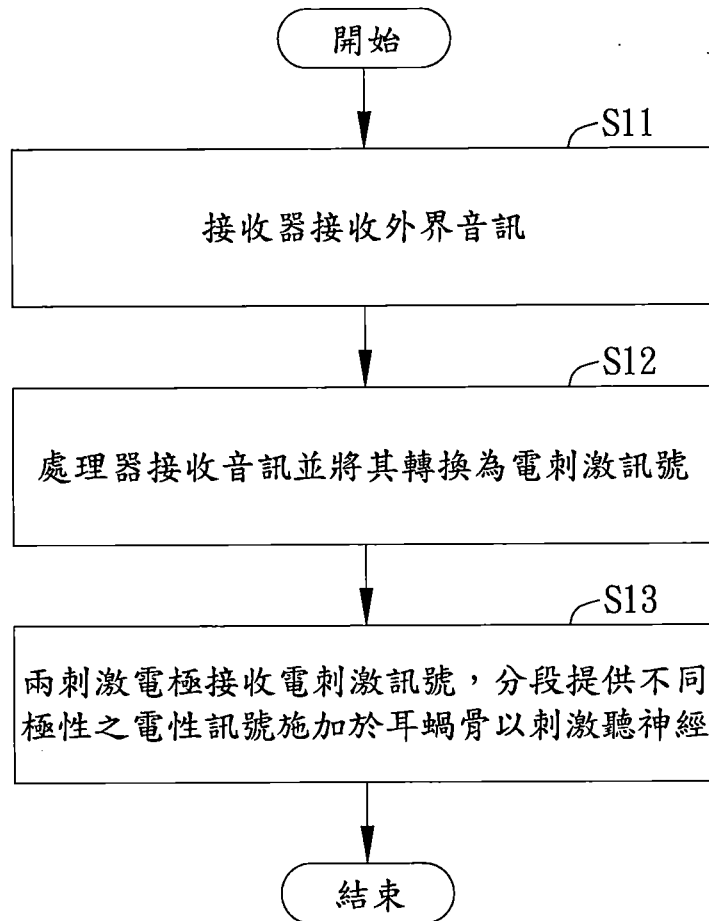 開始
S11
接收器接收外界音訊
S12
處理器接收音訊並將其轉換為電刺激訊號
S13
兩刺激電極接收電刺激訊號，分段提供不同
極性之電性訊號施加於耳蝸骨以刺激聽神經
結束